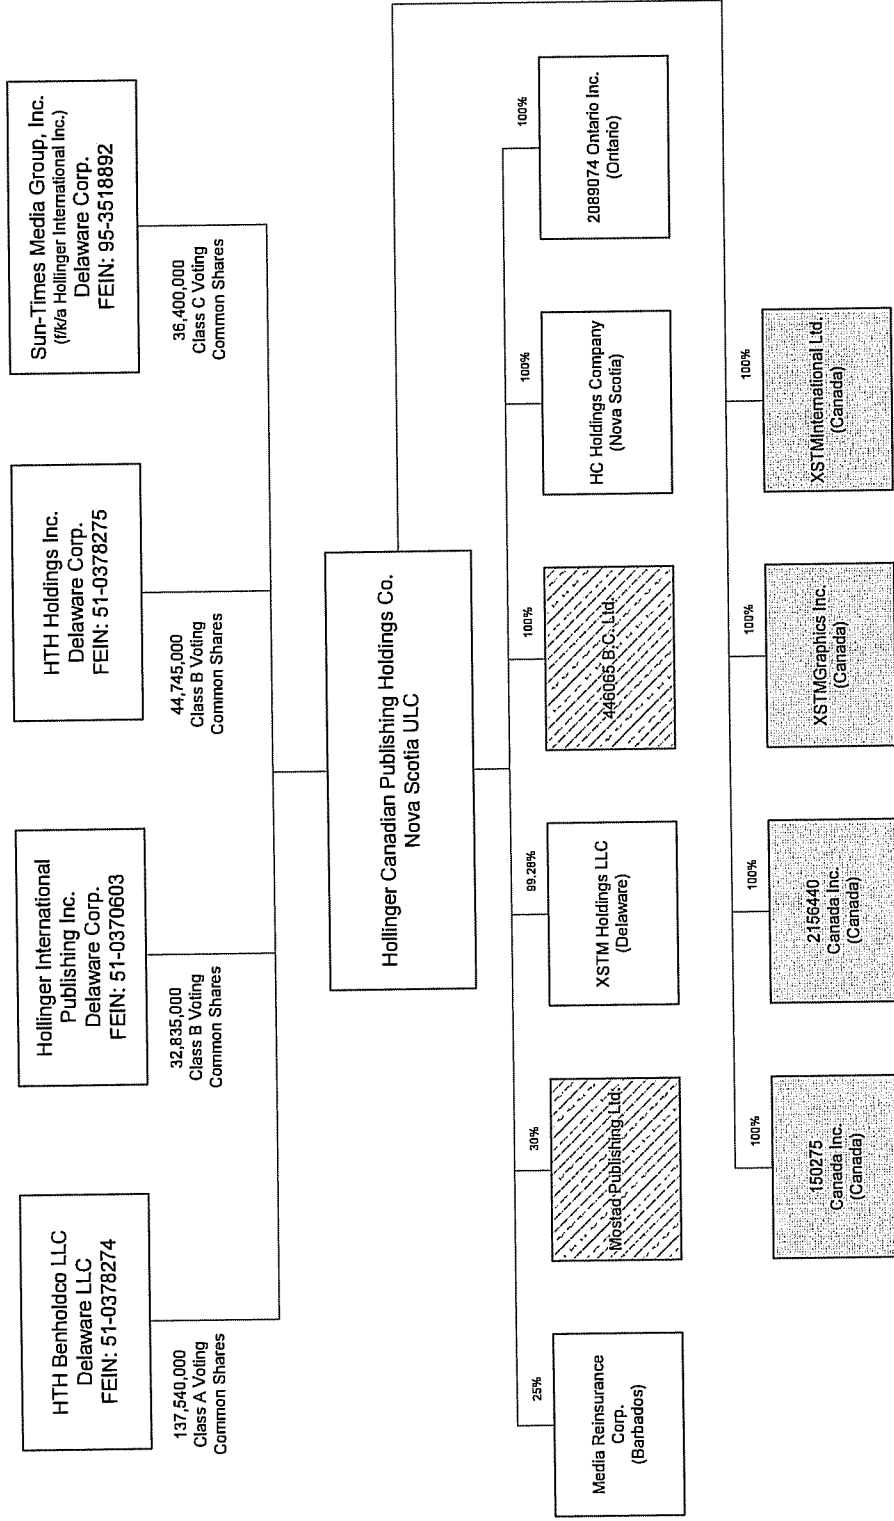 HTH Benholdco LLC
Delaware LLC
FEIN: 51-0378274
Hollinger International
Publishing Inc.
Delaware Corp.
FEIN: 51-0370603
HTH Holdings Inc.
Delaware Corp.
FEIN: 51-0378275
Sun-Times Media Group, Inc.
(f/k/a Hollinger International Inc.)
Delaware Corp.
FEIN: 95-3518892
137,540,000
Class A Voting
Common Shares
32,835,000
Class B Voting
Common Shares
44,745,000
Class B Voting
Common Shares
36,400,000
Class C Voting
Common Shares
Hollinger Canadian Publishing Holdings Co.
Nova Scotia ULC
25%
30%
99.28%
100%
100%
100%
Media Reinsurance
Corp.
(Barbados)
Mostad Publishing Ltd.
XSTM Holdings LLC
(Delaware)
446065 B.C. Ltd.
HC Holdings Company
(Nova Scotia)
2089074 Ontario Inc.
(Ontario)
100%
100%
100%
100%
150275
Canada Inc.
(Canada)
2156440
Canada Inc.
(Canada)
XSTMGraphics Inc.
(Canada)
XSTMInternational Ltd.
(Canada)